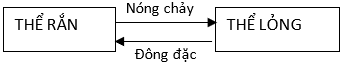 Nóng chảy
THỂ RẮN
THỂ LỎNG
Đông đặc